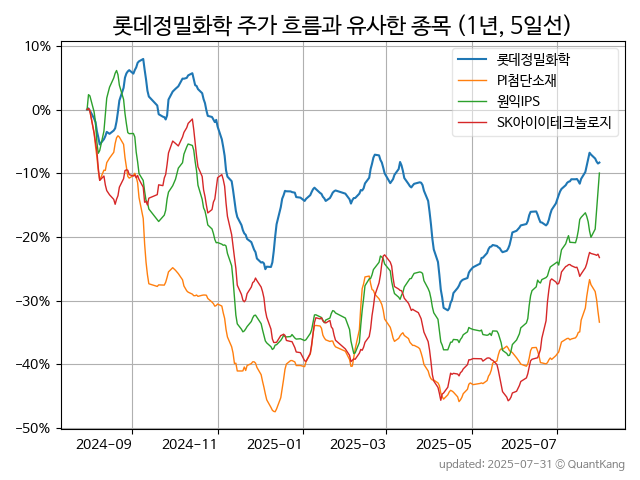 롯데정밀화학 주가 흐름과 유사한 종목 (1년, 5일선)
롯데정밀화학
PI첨단소재
원익IPS
SK아이이테크놀로지
10%
0%
−10%
−20%
−30%
−40%
−50%
2024-09 2024-11 2025-01 2025-03 2025-05 2025-07
updated: 2025-07-31 © QuantKang